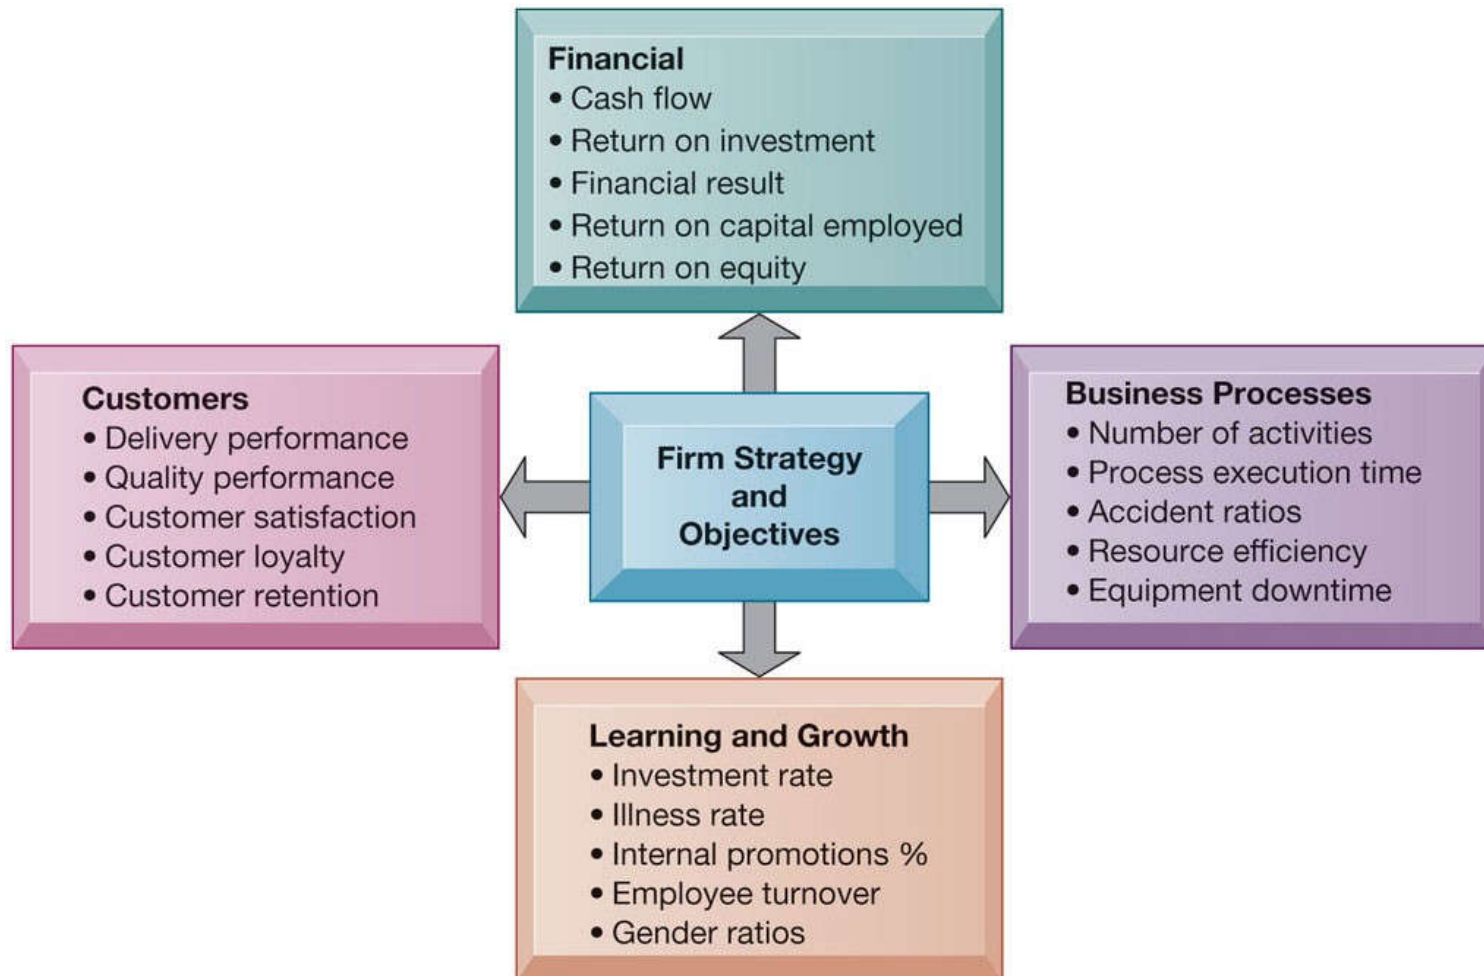 Financial
• Cash flow
• Return on investment
• Financial result
• Return on capital employed
• Return on equity
Customers
• Delivery performance
• Quality performance
• Customer satisfaction
• Customer loyalty
• Customer retention
Firm Strategy
and
Objectives
Business Processes
• Number of activities
• Process execution time
• Accident ratios
• Resource efficiency
• Equipment downtime
Learning and Growth
• Investment rate
• Illness rate
• Internal promotions %
• Employee turnover
• Gender ratios